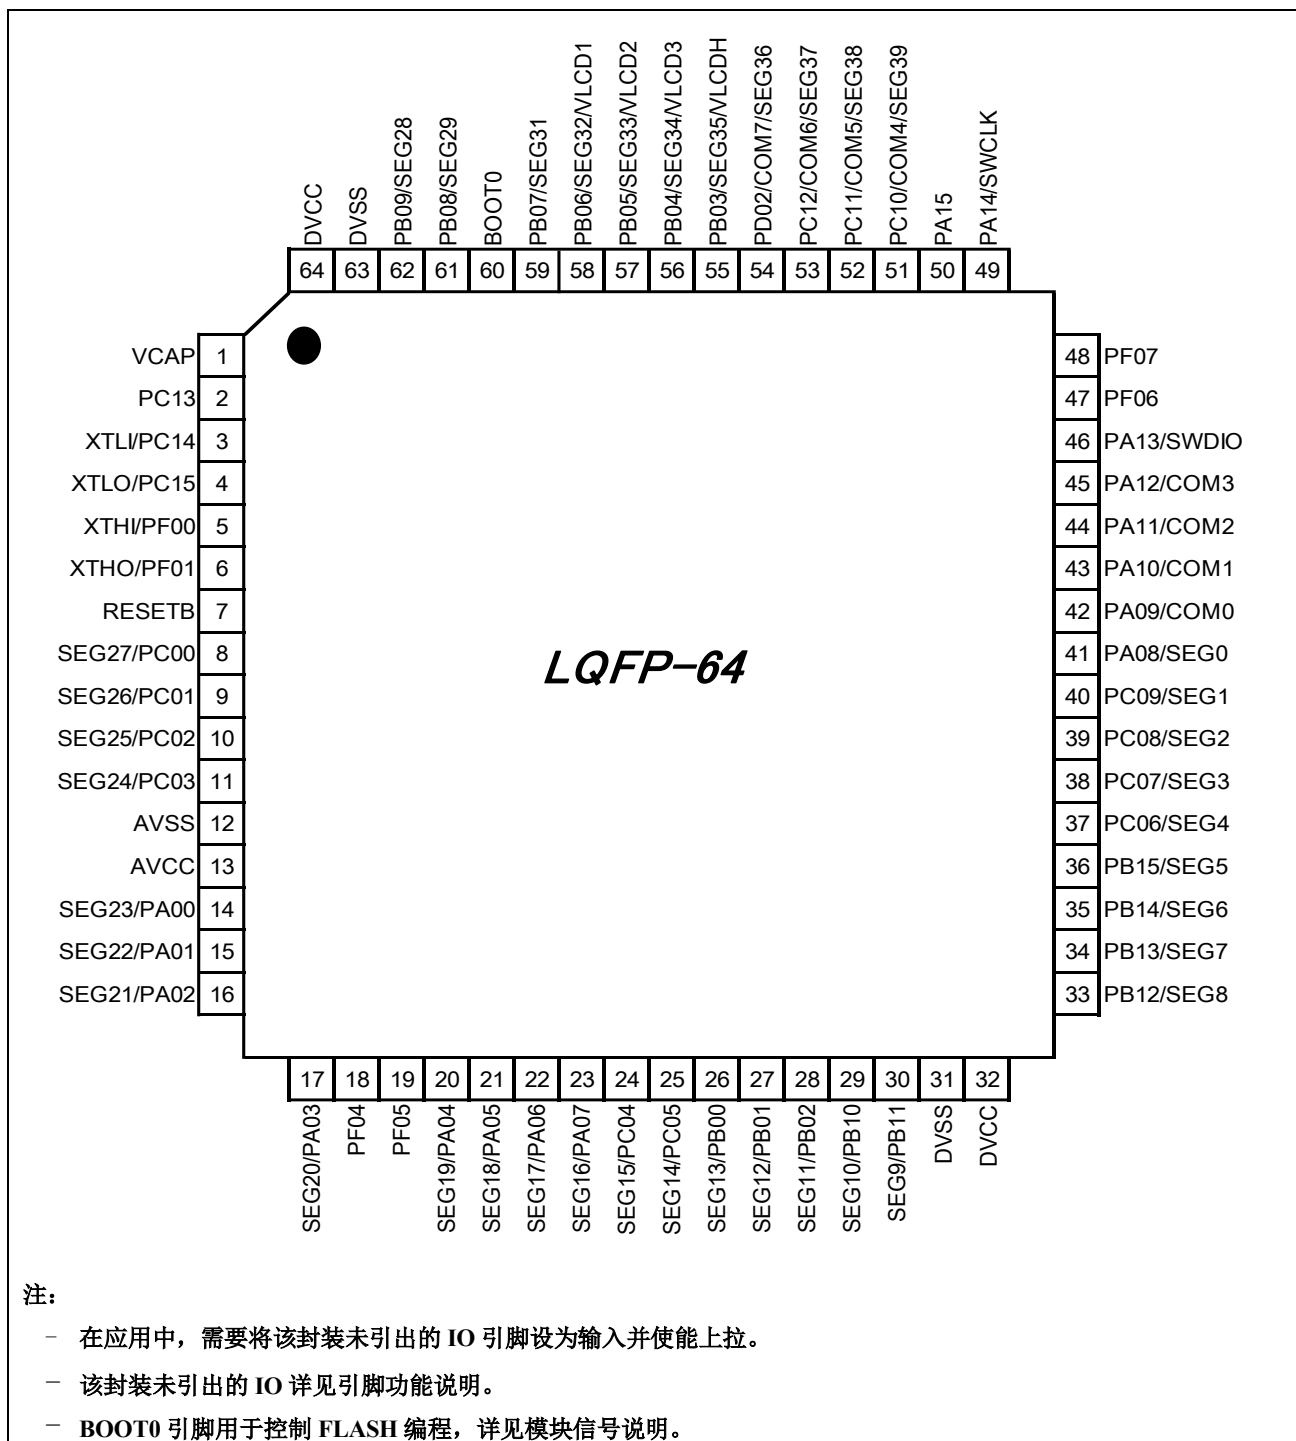 DVCC
DVSS
PB09/SEG28
PB08/SEG29
BOOT0
PB07/SEG31
PB06/SEG32/VLCD1
PB05/SEG33/VLCD2
PB04/SEG34/VLCD3
PB03/SEG35/VLCDH
PD02/COM7/SEG36
PC12/COM6/SEG37
PC11/COM5/SEG38
PC10/COM4/SEG39
PA15
PA14/SWCLK
64 63 62 61 60 59 58 57 56 55 54 53 52 51 50 49
VCAP 1
PC13 2
XTLI/PC14 3
XTLO/PC15 4
XTHI/PF00 5
XTHO/PF01 6
RESETB 7
SEG27/PC00 8
SEG26/PC01 9
SEG25/PC02 10
SEG24/PC03 11
AVSS 12
AVCC 13
SEG23/PA00 14
SEG22/PA01 15
SEG21/PA02 16
LQFP-64
48 PF07
47 PF06
46 PA13/SWDIO
45 PA12/COM3
44 PA11/COM2
43 PA10/COM1
42 PA09/COM0
41 PA08/SEG0
40 PC09/SEG1
39 PC08/SEG2
38 PC07/SEG3
37 PC06/SEG4
36 PB15/SEG5
35 PB14/SEG6
34 PB13/SEG7
33 PB12/SEG8
17 18 19 20 21 22 23 24 25 26 27 28 29 30 31 32
SEG20/PA03
PF04
PF05
SEG19/PA04
SEG18/PA05
SEG17/PA06
SEG16/PA07
SEG15/PC04
SEG14/PC05
SEG13/PB00
SEG12/PB01
SEG11/PB02
SEG10/PB10
SEG9/PB11
DVSS
DVCC
注：
－ 在应用中，需要将该封装未引出的 IO 引脚设为输入并使能上拉。
－ 该封装未引出的 IO 详见引脚功能说明。
－ BOOT0 引脚用于控制 FLASH 编程，详见模块信号说明。